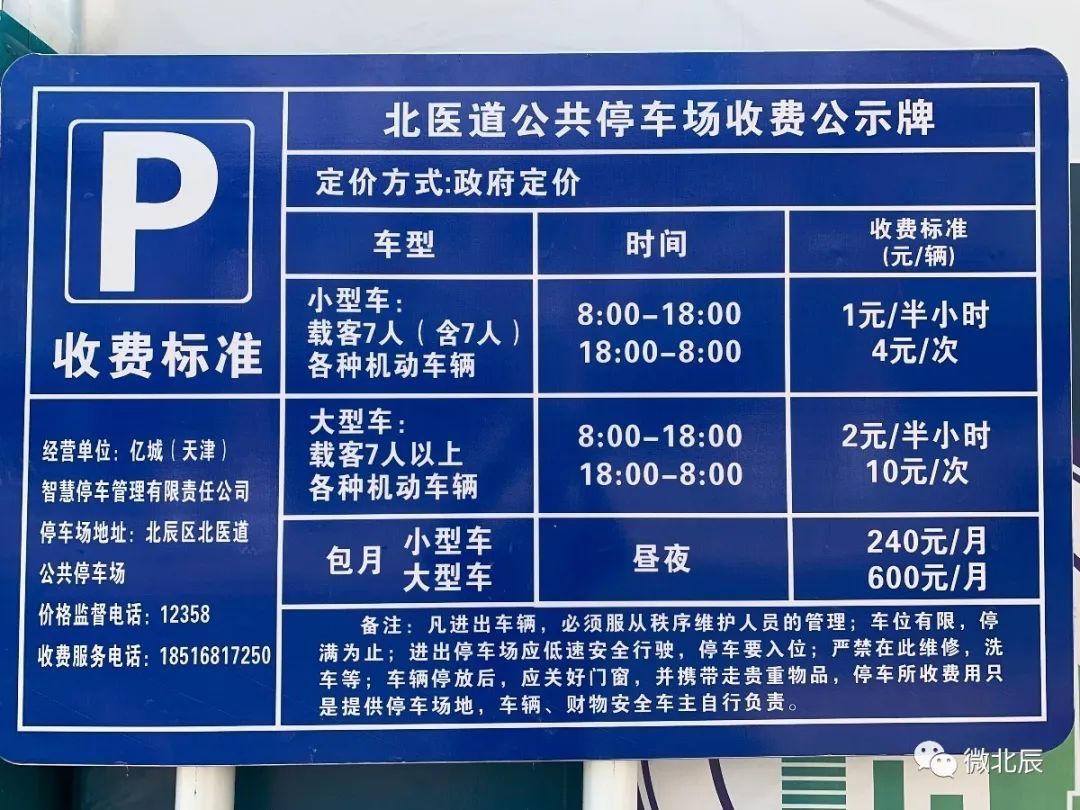 P
收费标准
经营单位：亿城（天津）
智慧停车管理有限责任公司
停车场地址：北辰区北医道
公共停车场
价格监督电话：12358
收费服务电话：18516817250
北医道公共停车场收费公示牌
定价方式:政府定价
车型
时间
收费标准
(元/辆)
小型车：
载客7人（含7人）
各种机动车辆
8:00-18:00
18:00-8:00
1元/半小时
4元/次
大型车：
载客7人以上
各种机动车辆
8:00-18:00
18:00-8:00
2元/半小时
10元/次
包月
小型车
大型车
昼夜
240元/月
600元/月
备注：凡进出车辆，必须服从秩序维护人员的管理；车位有限，停
满为止；进出停车场应低速安全行驶，停车要入位；严禁在此维修，洗
车等；车辆停放后，应关好门窗，并携带走贵重物品，停车所收费用只
是提供停车场地，车辆、财物安全车主自行负责。
微北辰